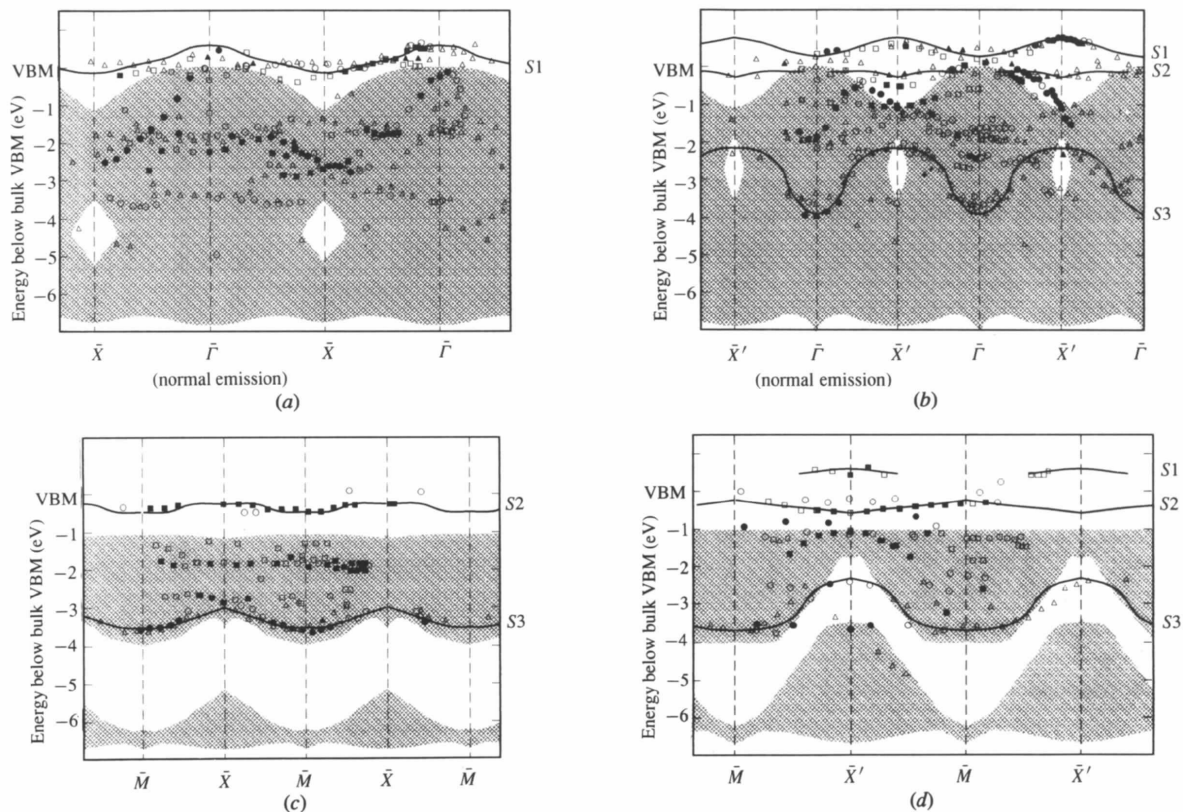 VBM
−1
−2
−3
−4
−5
−6
Energy below bulk VBM (eV)
S1
X̄ Γ̄ X̄ Γ̄
(normal emission)
(a)
VBM
−1
−2
−3
−4
−5
−6
Energy below bulk VBM (eV)
S1
S2
S3
X̄′ Γ̄ X̄′ Γ̄ X̄′ Γ̄
(normal emission)
(b)
VBM
−1
−2
−3
−4
−5
−6
Energy below bulk VBM (eV)
S2
S3
M̄ X̄ M̄ X̄ M̄
(c)
VBM
−1
−2
−3
−4
−5
−6
Energy below bulk VBM (eV)
S1
S2
S3
M̄ X̄′ M̄ X̄′
(d)